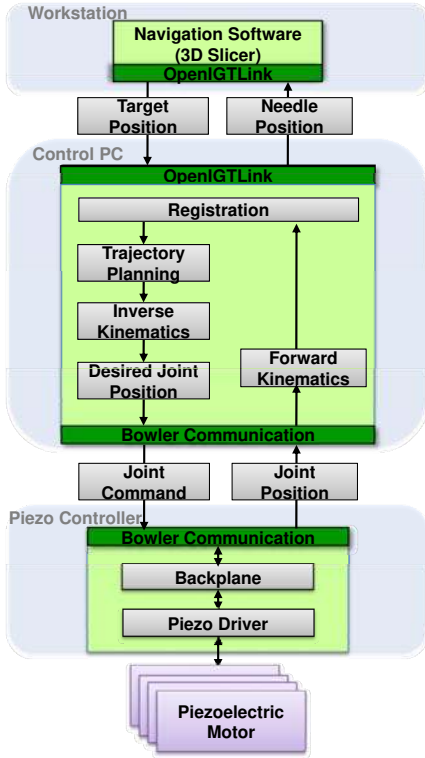 Workstation
Navigation Software
(3D Slicer)
OpenIGTLink
Target
Position
Needle
Position
Control PC
OpenIGTLink
Registration
Trajectory
Planning
Inverse
Kinematics
Desired Joint
Position
Forward
Kinematics
Bowler Communication
Joint
Command
Joint
Position
Piezo Controller
Bowler Communication
Backplane
Piezo Driver
Piezoelectric
Motor